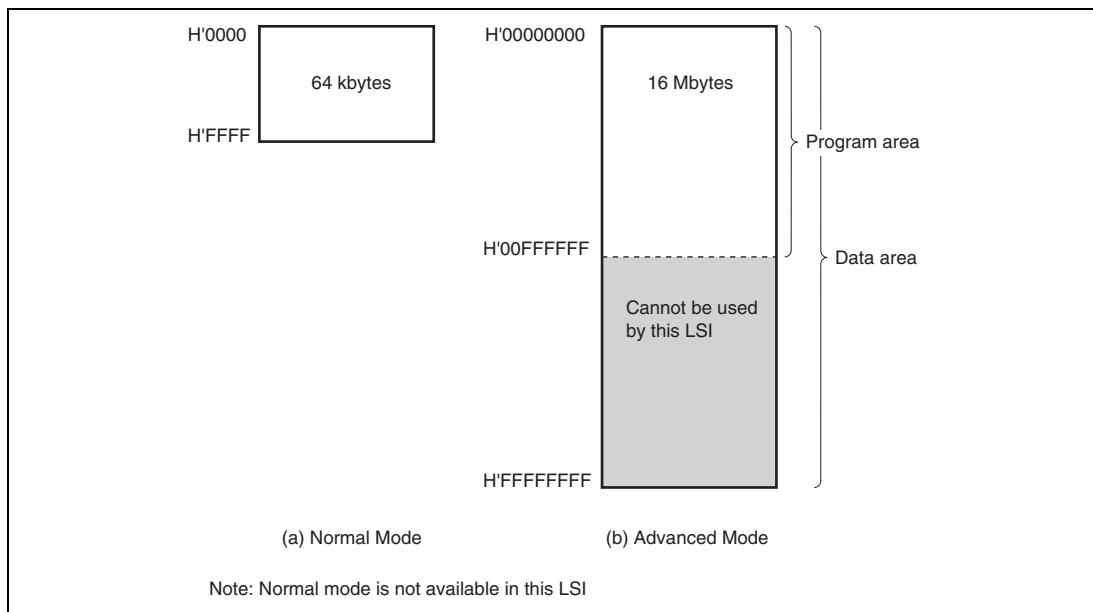 H'0000
64 kbytes
H'FFFF
H'00000000
16 Mbytes
Program area
H'00FFFFFF
Data area
Cannot be used
by this LSI
H'FFFFFFFF
(a) Normal Mode
(b) Advanced Mode
Note: Normal mode is not available in this LSI